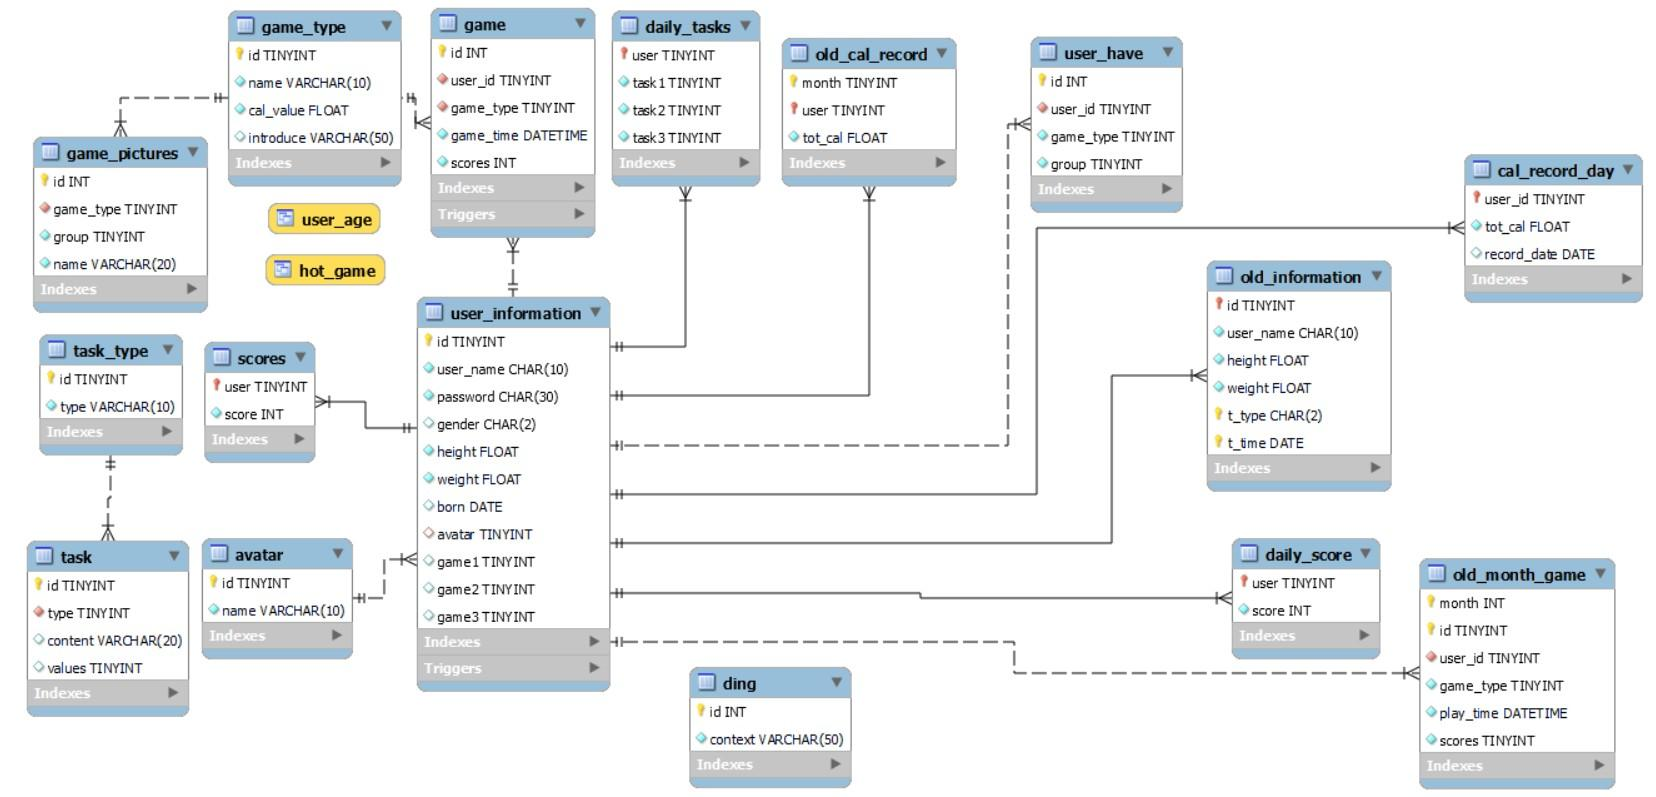 game_type
id TINYINT
name VARCHAR(10)
cal_value FLOAT
introduce VARCHAR(50)
Indexes
game
id INT
user_id TINYINT
game_type TINYINT
game_time DATETIME
scores INT
Indexes
Triggers
daily_tasks
user TINYINT
task1 TINYINT
task2 TINYINT
task3 TINYINT
Indexes
old_cal_record
month TINYINT
user TINYINT
tot_cal FLOAT
Indexes
user_have
id INT
user_id TINYINT
game_type TINYINT
group TINYINT
Indexes
cal_record_day
user_id TINYINT
tot_cal FLOAT
record_date DATE
Indexes
game_pictures
id INT
game_type TINYINT
group TINYINT
name VARCHAR(20)
Indexes
user_age
hot_game
old_information
id TINYINT
user_name CHAR(10)
height FLOAT
weight FLOAT
t_type CHAR(2)
t_time DATE
Indexes
task_type
id TINYINT
type VARCHAR(10)
Indexes
scores
user TINYINT
score INT
Indexes
user_information
id TINYINT
user_name CHAR(10)
password CHAR(30)
gender CHAR(2)
height FLOAT
weight FLOAT
born DATE
avatar TINYINT
game1 TINYINT
game2 TINYINT
game3 TINYINT
Indexes
Triggers
task
id TINYINT
type TINYINT
content VARCHAR(20)
values TINYINT
Indexes
avatar
id TINYINT
name VARCHAR(10)
Indexes
daily_score
user TINYINT
score INT
Indexes
old_month_game
month INT
id TINYINT
user_id TINYINT
game_type TINYINT
play_time DATETIME
scores TINYINT
Indexes
ding
id INT
context VARCHAR(50)
Indexes